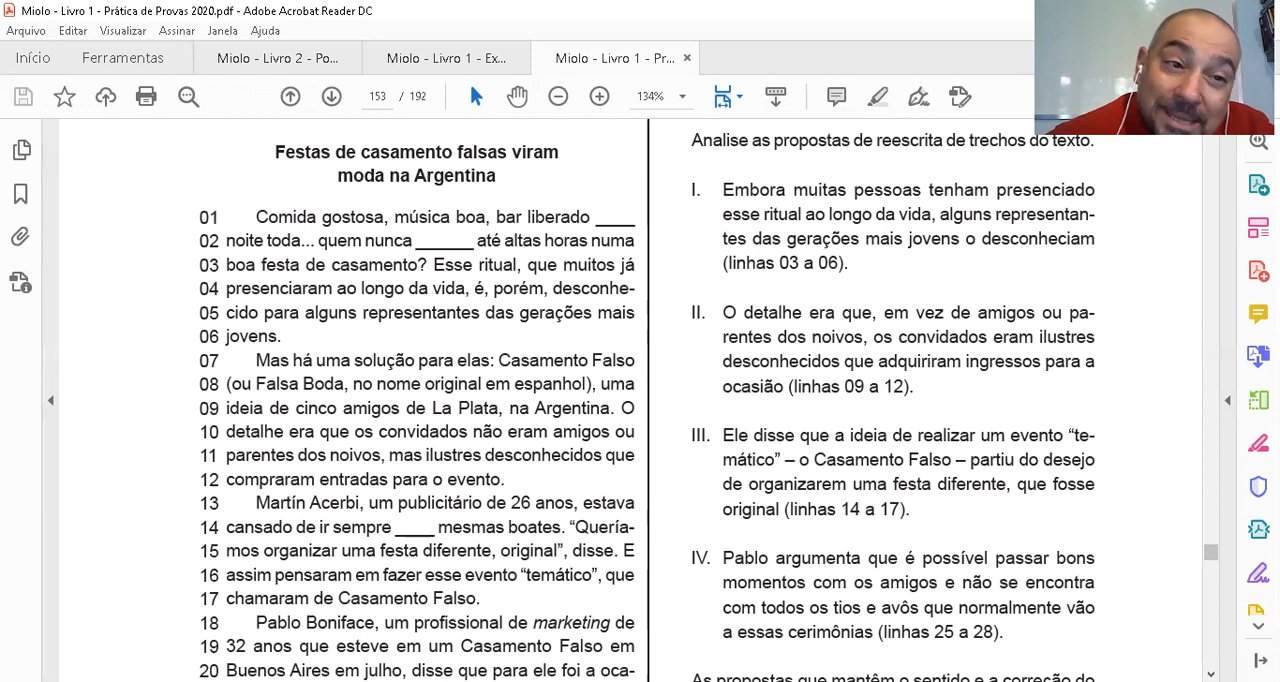 Miolo - Livro 1 - Prática de Provas 2020.pdf - Adobe Acrobat Reader DC
Arquivo Editar Visualizar Assinar Janela Ajuda
Início Ferramentas Miolo - Livro 2 - Po... Miolo - Livro 1 - Ex... Miolo - Livro 1 - Pr... ×
153 / 192 134%
Festas de casamento falsas viram
moda na Argentina
01 Comida gostosa, música boa, bar liberado ____
02 noite toda... quem nunca ______ até altas horas numa
03 boa festa de casamento? Esse ritual, que muitos já
04 presenciaram ao longo da vida, é, porém, desconhe-
05 cido para alguns representantes das gerações mais
06 jovens.
07 Mas há uma solução para elas: Casamento Falso
08 (ou Falsa Boda, no nome original em espanhol), uma
09 ideia de cinco amigos de La Plata, na Argentina. O
10 detalhe era que os convidados não eram amigos ou
11 parentes dos noivos, mas ilustres desconhecidos que
12 compraram entradas para o evento.
13 Martín Acerbi, um publicitário de 26 anos, estava
14 cansado de ir sempre ____ mesmas boates. “Quería-
15 mos organizar uma festa diferente, original”, disse. E
16 assim pensaram em fazer esse evento “temático”, que
17 chamaram de Casamento Falso.
18 Pablo Boniface, um profissional de marketing de
19 32 anos que esteve em um Casamento Falso em
20 Buenos Aires em julho, disse que para ele foi a oca-
Analise as propostas de reescrita de trechos do texto.
I. Embora muitas pessoas tenham presenciado
esse ritual ao longo da vida, alguns representan-
tes das gerações mais jovens o desconheciam
(linhas 03 a 06).
II. O detalhe era que, em vez de amigos ou pa-
rentes dos noivos, os convidados eram ilustres
desconhecidos que adquiriram ingressos para a
ocasião (linhas 09 a 12).
III. Ele disse que a ideia de realizar um evento “te-
mático” – o Casamento Falso – partiu do desejo
de organizarem uma festa diferente, que fosse
original (linhas 14 a 17).
IV. Pablo argumenta que é possível passar bons
momentos com os amigos e não se encontra
com todos os tios e avôs que normalmente vão
a essas cerimônias (linhas 25 a 28).
As propostas que mantêm o sentido e a correção do